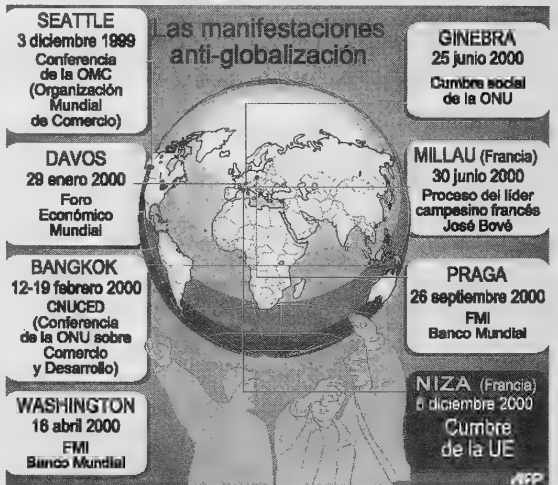 Las manifestaciones
anti-globalización
SEATTLE
3 diciembre 1999
Conferencia
de la OMC
(Organización
Mundial
de Comercio)
DAVOS
29 enero 2000
Foro
Económico
Mundial
BANGKOK
12-19 febrero 2000
CNUCED
(Conferencia
de la ONU sobre
Comercio
y Desarrollo)
WASHINGTON
16 abril 2000
FMI
Banco Mundial
GINEBRA
25 junio 2000
Cumbre social
de la ONU
MILLAU (Francia)
30 junio 2000
Proceso del líder
campesino francés
José Bové
PRAGA
26 septiembre 2000
FMI
Banco Mundial
NIZA (Francia)
6 diciembre 2000
Cumbre
de la UE
AFP